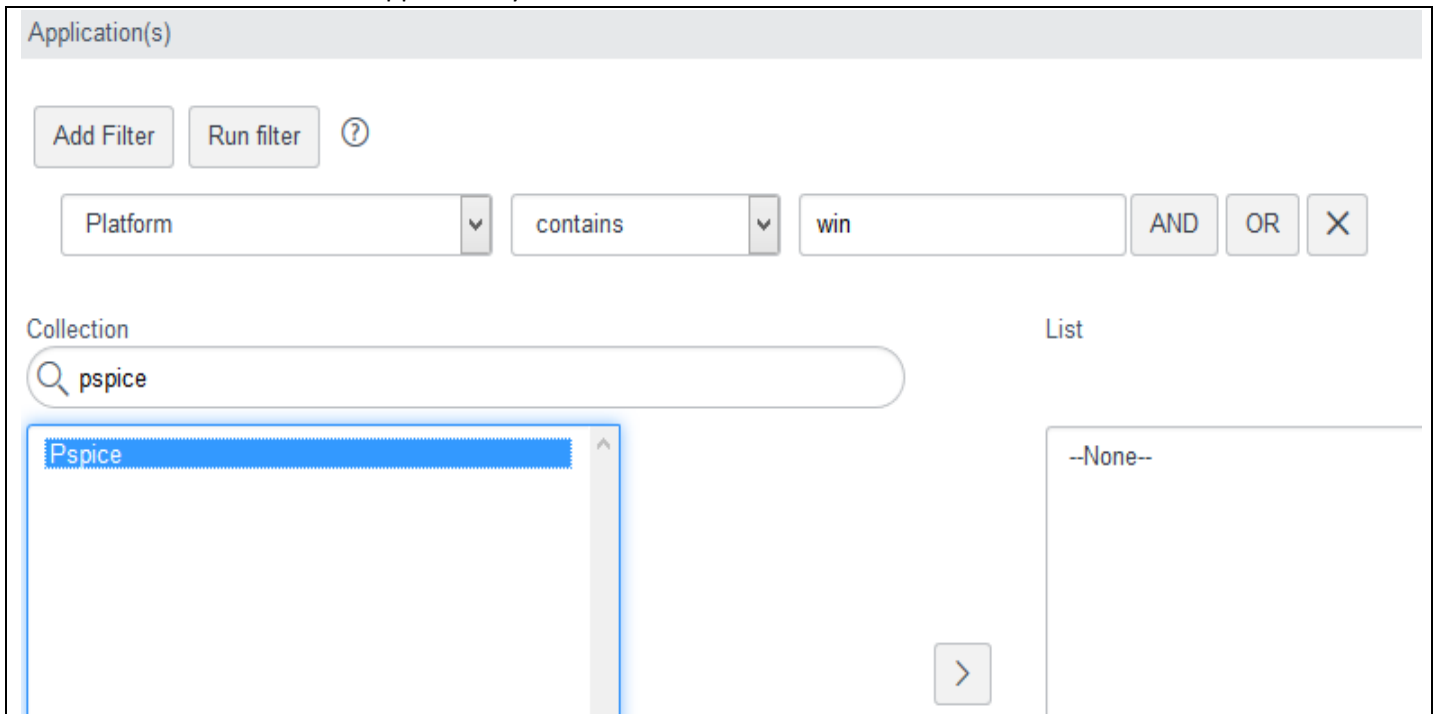 Application(s)
Add Filter Run filter ?
Platform contains win AND OR X
Collection List
pspice
Pspice --None--
>